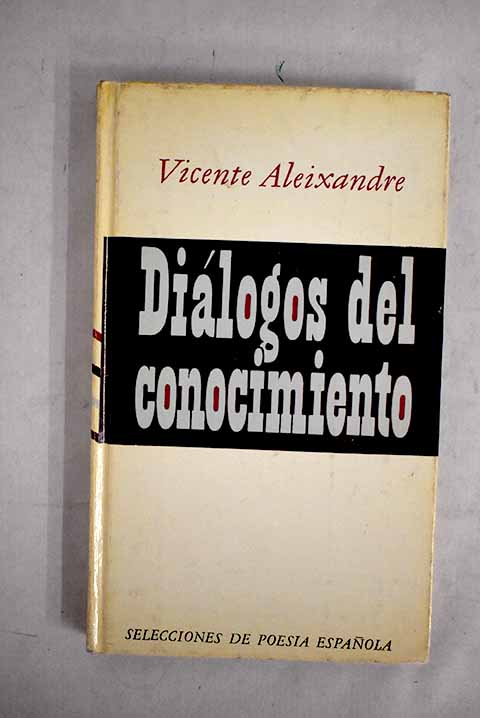 Vicente Aleixandre
Diálogos del
conocimiento
SELECCIONES DE POESIA ESPAÑOLA